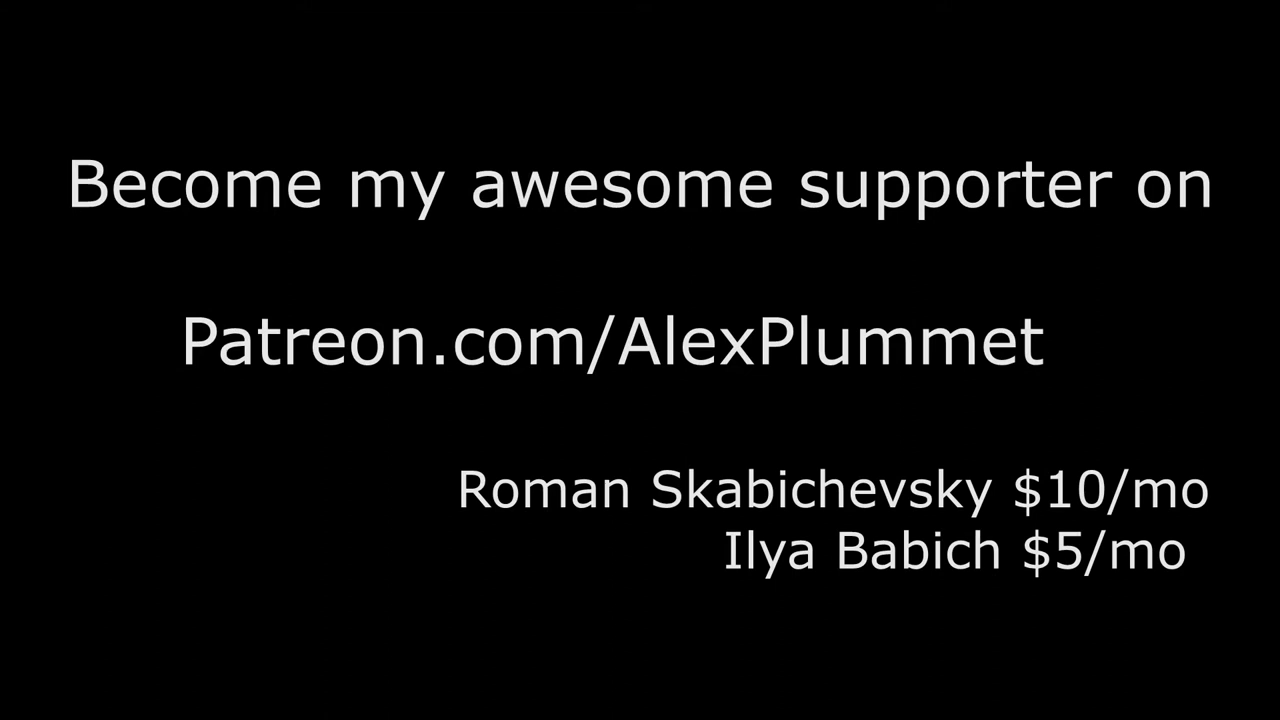 Become my awesome supporter on
Patreon.com/AlexPlummet
Roman Skabichevsky $10/mo
Ilya Babich $5/mo